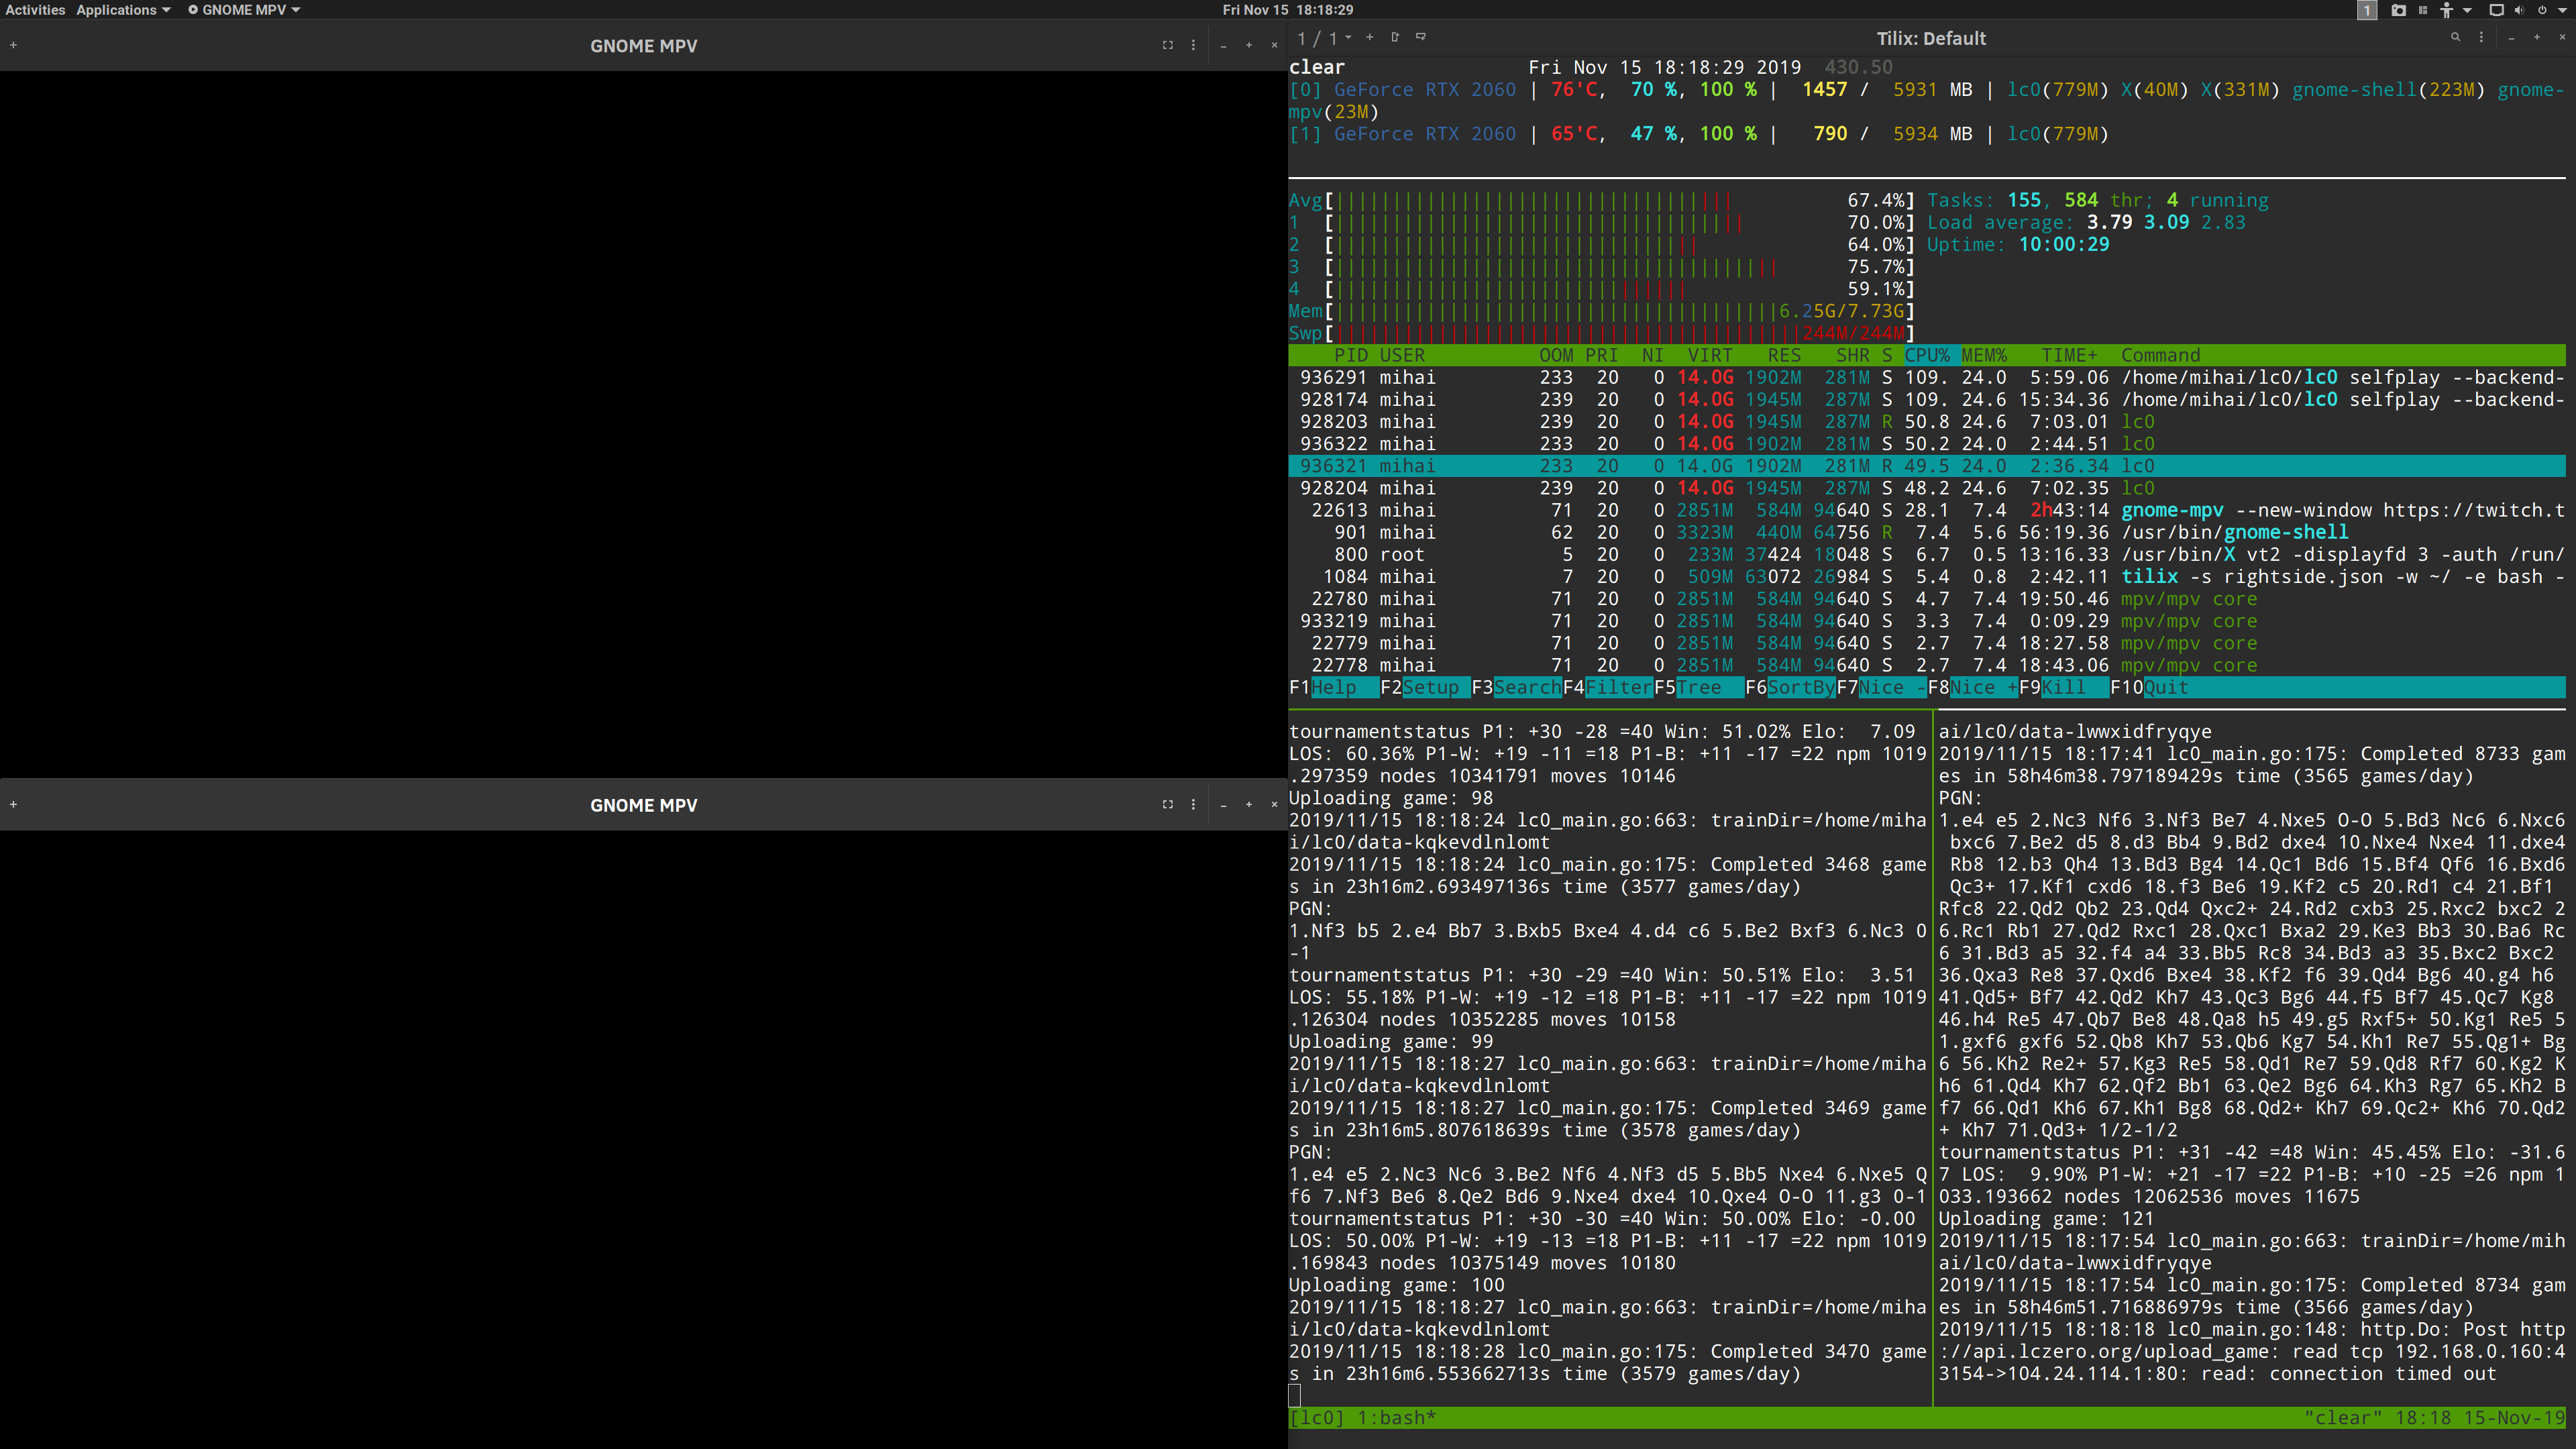 Activities Applications GNOME MPV Fri Nov 15 18:18:29 1
GNOME MPV
GNOME MPV
1 / 1 Tilix: Default
clear Fri Nov 15 18:18:29 2019 430.50
[0] GeForce RTX 2060 | 76'C, 70 %, 100 % | 1457 / 5931 MB | lc0(779M) X(40M) X(331M) gnome-shell(223M) gnome-
mpv(23M)
[1] GeForce RTX 2060 | 65'C, 47 %, 100 % | 790 / 5934 MB | lc0(779M)
Avg[ 67.4%] Tasks: 155, 584 thr; 4 running
1 [ 70.0%] Load average: 3.79 3.09 2.83
2 [ 64.0%] Uptime: 10:00:29
3 [ 75.7%]
4 [ 59.1%]
Mem[ 6.25G/7.73G]
Swp[ 244M/244M]
PID USER OOM PRI NI VIRT RES SHR S CPU% MEM% TIME+ Command
936291 mihai 233 20 0 14.0G 1902M 281M S 109. 24.0 5:59.06 /home/mihai/lc0/lc0 selfplay --backend-
928174 mihai 239 20 0 14.0G 1945M 287M S 109. 24.6 15:34.36 /home/mihai/lc0/lc0 selfplay --backend-
928203 mihai 239 20 0 14.0G 1945M 287M R 50.8 24.6 7:03.01 lc0
936322 mihai 233 20 0 14.0G 1902M 281M S 50.2 24.0 2:44.51 lc0
936321 mihai 233 20 0 14.0G 1902M 281M R 49.5 24.0 2:36.34 lc0
928204 mihai 239 20 0 14.0G 1945M 287M S 48.2 24.6 7:02.35 lc0
22613 mihai 71 20 0 2851M 584M 94640 S 28.1 7.4 2h43:14 gnome-mpv --new-window https://twitch.t
901 mihai 62 20 0 3323M 440M 64756 R 7.4 5.6 56:19.36 /usr/bin/gnome-shell
800 root 5 20 0 233M 37424 18048 S 6.7 0.5 13:16.33 /usr/bin/X vt2 -displayfd 3 -auth /run/
1084 mihai 7 20 0 509M 63072 26984 S 5.4 0.8 2:42.11 tilix -s rightside.json -w ~/ -e bash -
22780 mihai 71 20 0 2851M 584M 94640 S 4.7 7.4 19:50.46 mpv/mpv core
933219 mihai 71 20 0 2851M 584M 94640 S 3.3 7.4 0:09.29 mpv/mpv core
22779 mihai 71 20 0 2851M 584M 94640 S 2.7 7.4 18:27.58 mpv/mpv core
22778 mihai 71 20 0 2851M 584M 94640 S 2.7 7.4 18:43.06 mpv/mpv core
F1Help F2Setup F3SearchF4FilterF5Tree F6SortByF7Nice -F8Nice +F9Kill F10Quit
tournamentstatus P1: +30 -28 =40 Win: 51.02% Elo: 7.09
LOS: 60.36% P1-W: +19 -11 =18 P1-B: +11 -17 =22 npm 1019
.297359 nodes 10341791 moves 10146
Uploading game: 98
2019/11/15 18:18:24 lc0_main.go:663: trainDir=/home/miha
i/lc0/data-kqkevdlnlomt
2019/11/15 18:18:24 lc0_main.go:175: Completed 3468 game
s in 23h16m2.693497136s time (3577 games/day)
PGN:
1.Nf3 b5 2.e4 Bb7 3.Bxb5 Bxe4 4.d4 c6 5.Be2 Bxf3 6.Nc3 0
-1
tournamentstatus P1: +30 -29 =40 Win: 50.51% Elo: 3.51
LOS: 55.18% P1-W: +19 -12 =18 P1-B: +11 -17 =22 npm 1019
.126304 nodes 10352285 moves 10158
Uploading game: 99
2019/11/15 18:18:27 lc0_main.go:663: trainDir=/home/miha
i/lc0/data-kqkevdlnlomt
2019/11/15 18:18:27 lc0_main.go:175: Completed 3469 game
s in 23h16m5.807618639s time (3578 games/day)
PGN:
1.e4 e5 2.Nc3 Nc6 3.Be2 Nf6 4.Nf3 d5 5.Bb5 Nxe4 6.Nxe5 Q
f6 7.Nf3 Be6 8.Qe2 Bd6 9.Nxe4 dxe4 10.Qxe4 O-O 11.g3 0-1
tournamentstatus P1: +30 -30 =40 Win: 50.00% Elo: -0.00
LOS: 50.00% P1-W: +19 -13 =18 P1-B: +11 -17 =22 npm 1019
.169843 nodes 10375149 moves 10180
Uploading game: 100
2019/11/15 18:18:27 lc0_main.go:663: trainDir=/home/miha
i/lc0/data-kqkevdlnlomt
2019/11/15 18:18:28 lc0_main.go:175: Completed 3470 game
s in 23h16m6.553662713s time (3579 games/day)
ai/lc0/data-lwwxidfryqye
2019/11/15 18:17:41 lc0_main.go:175: Completed 8733 gam
es in 58h46m38.797189429s time (3565 games/day)
PGN:
1.e4 e5 2.Nc3 Nf6 3.Nf3 Be7 4.Nxe5 O-O 5.Bd3 Nc6 6.Nxc6
bxc6 7.Be2 d5 8.d3 Bb4 9.Bd2 dxe4 10.Nxe4 Nxe4 11.dxe4
Rb8 12.b3 Qh4 13.Bd3 Bg4 14.Qc1 Bd6 15.Bf4 Qf6 16.Bxd6
Qc3+ 17.Kf1 cxd6 18.f3 Be6 19.Kf2 c5 20.Rd1 c4 21.Bf1
Rfc8 22.Qd2 Qb2 23.Qd4 Qxc2+ 24.Rd2 cxb3 25.Rxc2 bxc2 2
6.Rc1 Rb1 27.Qd2 Rxc1 28.Qxc1 Bxa2 29.Ke3 Bb3 30.Ba6 Rc
6 31.Bd3 a5 32.f4 a4 33.Bb5 Rc8 34.Bd3 a3 35.Bxc2 Bxc2
36.Qxa3 Re8 37.Qxd6 Bxe4 38.Kf2 f6 39.Qd4 Bg6 40.g4 h6
41.Qd5+ Bf7 42.Qd2 Kh7 43.Qc3 Bg6 44.f5 Bf7 45.Qc7 Kg8
46.h4 Re5 47.Qb7 Be8 48.Qa8 h5 49.g5 Rxf5+ 50.Kg1 Re5 5
1.gxf6 gxf6 52.Qb8 Kh7 53.Qb6 Kg7 54.Kh1 Re7 55.Qg1+ Bg
6 56.Kh2 Re2+ 57.Kg3 Re5 58.Qd1 Re7 59.Qd8 Rf7 60.Kg2 K
h6 61.Qd4 Kh7 62.Qf2 Bb1 63.Qe2 Bg6 64.Kh3 Rg7 65.Kh2 B
f7 66.Qd1 Kh6 67.Kh1 Bg8 68.Qd2+ Kh7 69.Qc2+ Kh6 70.Qd2
+ Kh7 71.Qd3+ 1/2-1/2
tournamentstatus P1: +31 -42 =48 Win: 45.45% Elo: -31.6
7 LOS: 9.90% P1-W: +21 -17 =22 P1-B: +10 -25 =26 npm 1
033.193662 nodes 12062536 moves 11675
Uploading game: 121
2019/11/15 18:17:54 lc0_main.go:663: trainDir=/home/mih
ai/lc0/data-lwwxidfryqye
2019/11/15 18:17:54 lc0_main.go:175: Completed 8734 gam
es in 58h46m51.716886979s time (3566 games/day)
2019/11/15 18:18:18 lc0_main.go:148: http.Do: Post http
://api.lczero.org/upload_game: read tcp 192.168.0.160:4
3154->104.24.114.1:80: read: connection timed out
[lc0] 1:bash* "clear" 18:18 15-Nov-19